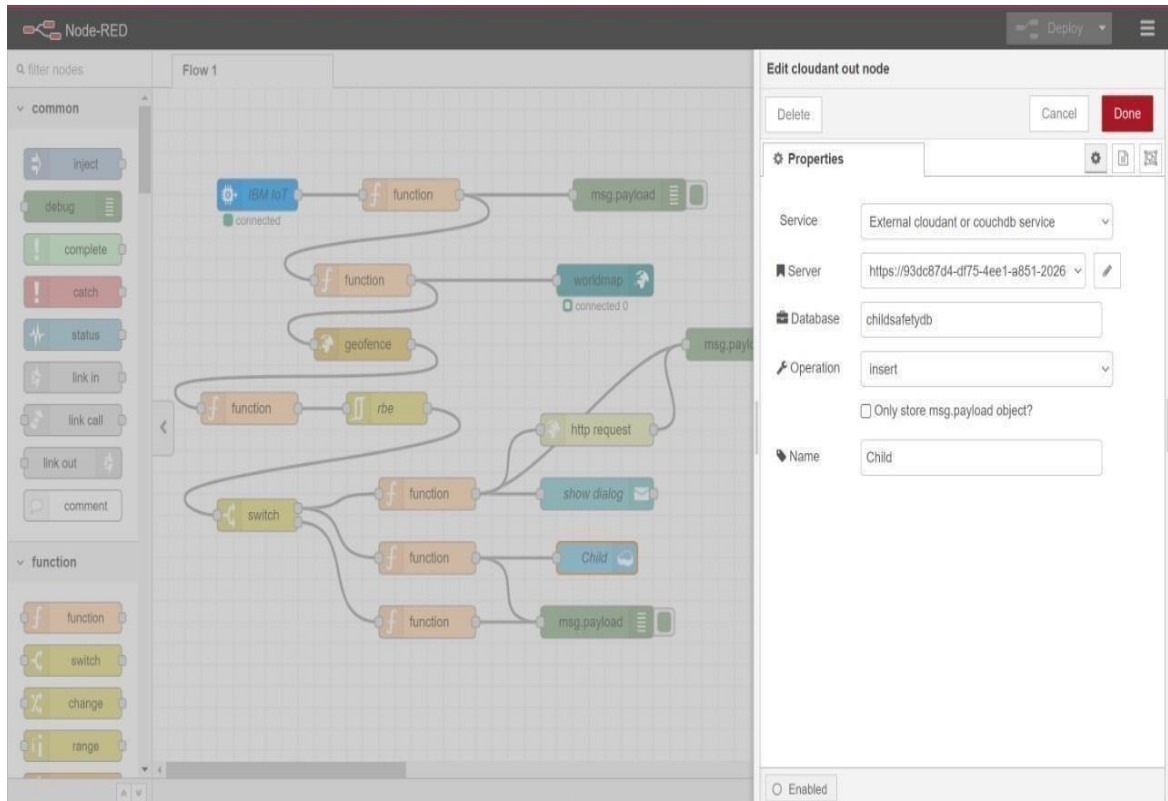 Node-RED
Deploy
filter nodes
Flow 1
common
inject
debug
complete
catch
status
link in
link call
link out
comment
function
function
switch
change
range
IBM IoT
connected
function
msg.payload
function
worldmap
connected 0
geofence
function
rbe
http request
switch
function
show dialog
function
Child
function
msg.payload
Edit cloudant out node
Delete
Cancel
Done
Properties
Service
External cloudant or couchdb service
Server
https://93dc87d4-df75-4ee1-a851-2026
Database
childsafetydb
Operation
insert
Only store msg.payload object?
Name
Child
Enabled